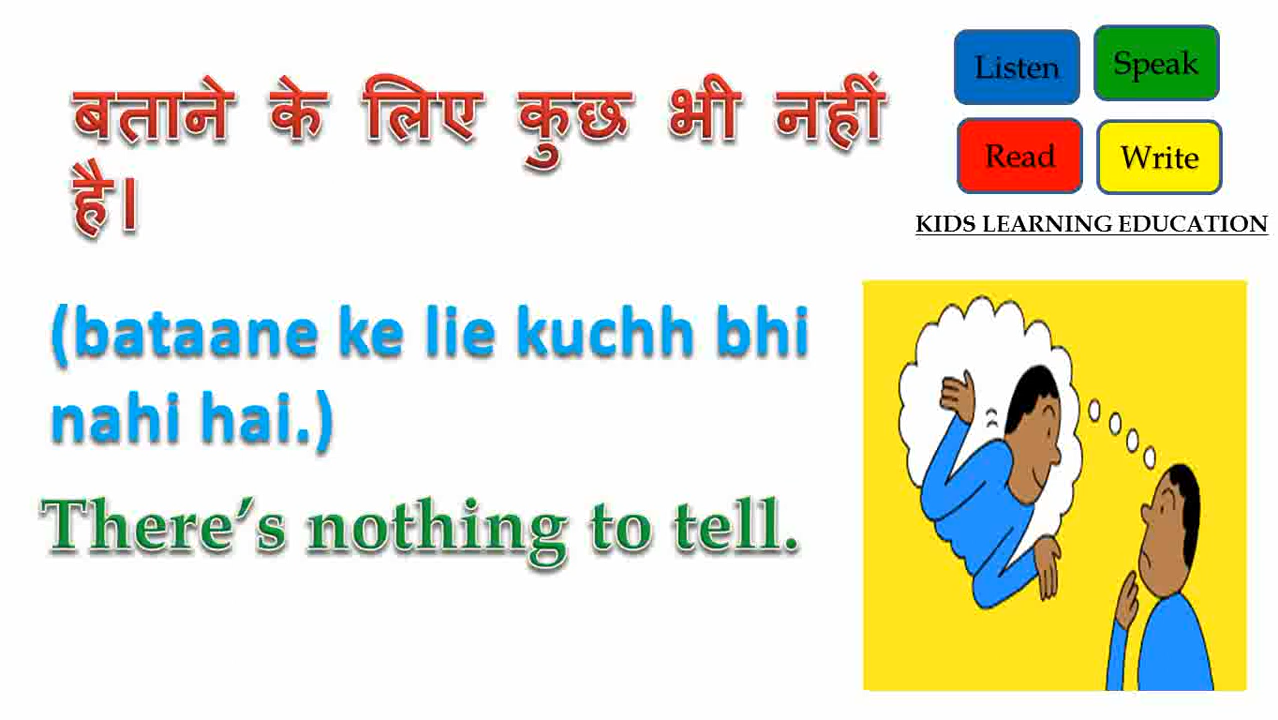 बताने के लिए कुछ भी नहीं
है।
(bataane ke lie kuchh bhi
nahi hai.)
There’s nothing to tell.
Listen
Speak
Read
Write
KIDS LEARNING EDUCATION